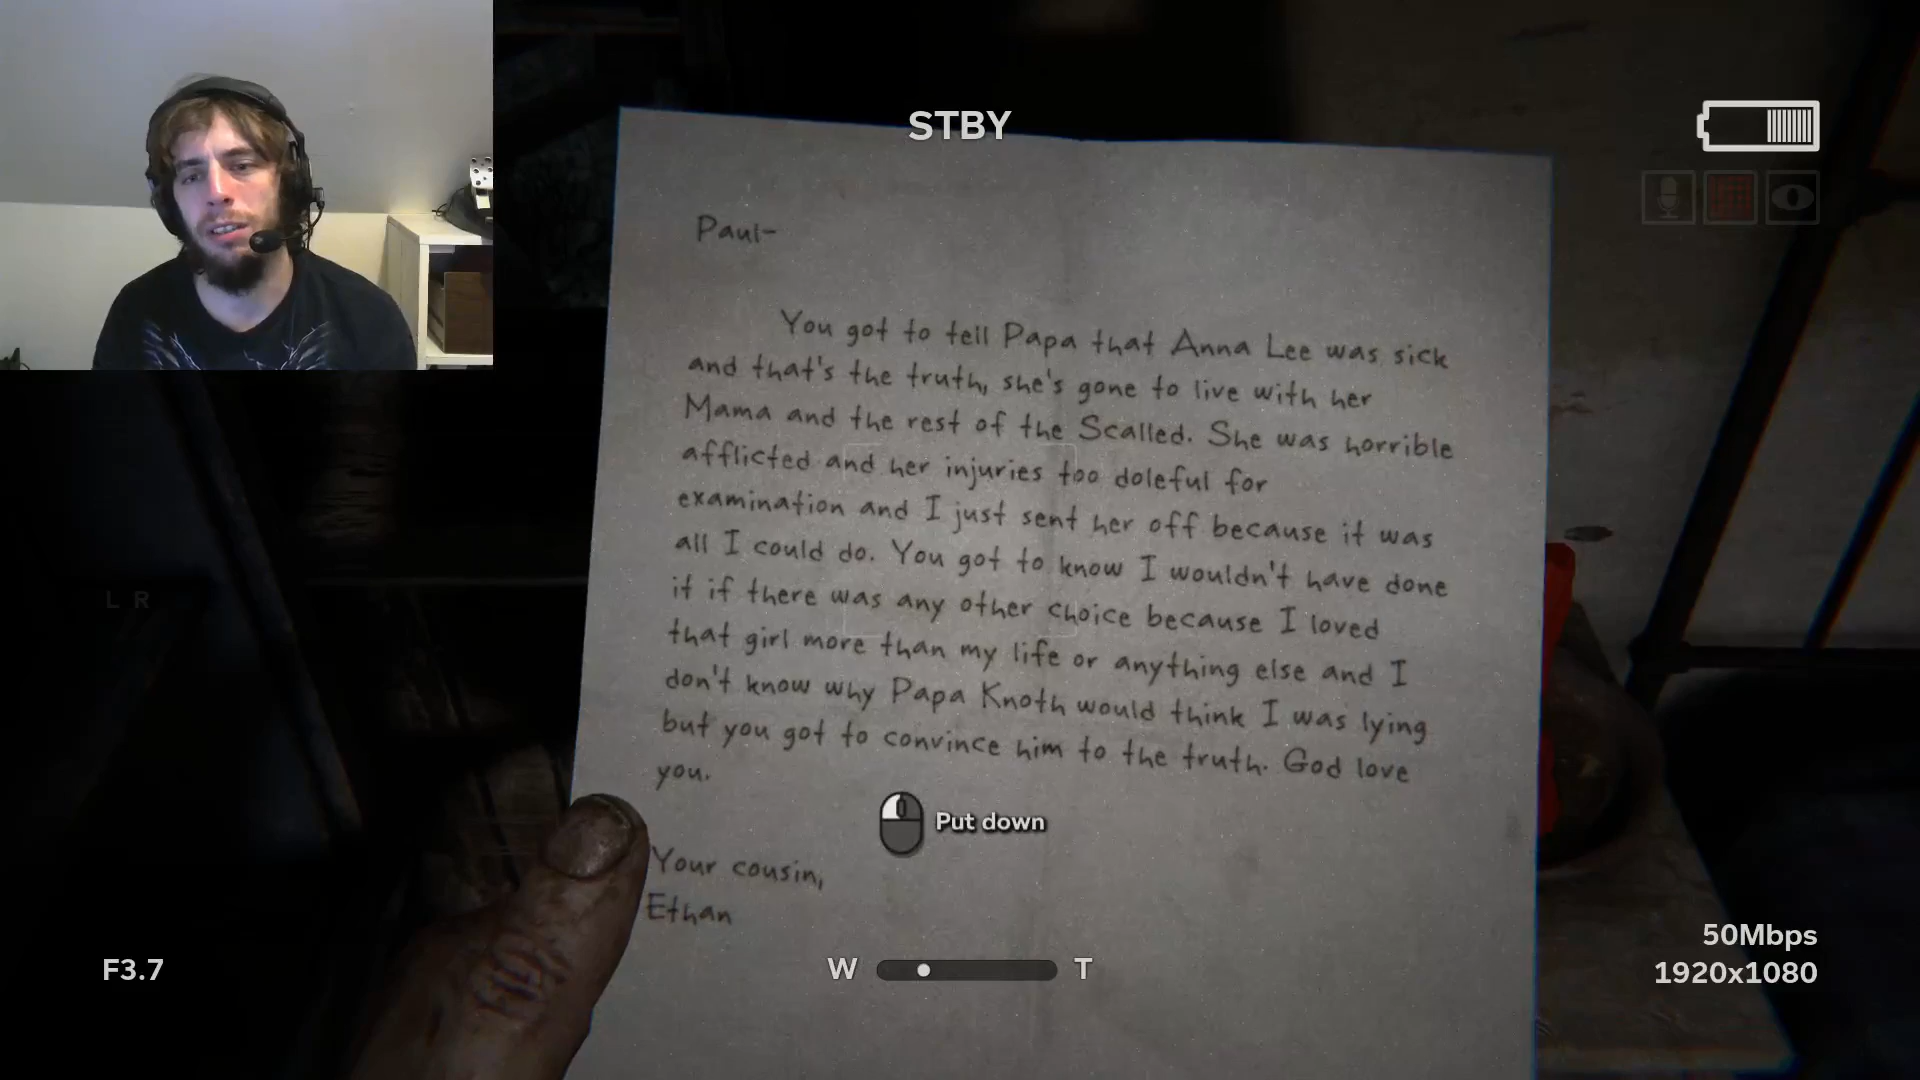 STBY
Paul-
You got to tell Papa that Anna Lee was sick
and that's the truth, she's gone to live with her
Mama and the rest of the Scalled. She was horrible
afflicted and her injuries too doleful for
examination and I just sent her off because it was
all I could do. You got to know I wouldn't have done
it if there was any other choice because I loved
that girl more than my life or anything else and I
don't know why Papa Knoth would think I was lying
but you got to convince him to the truth. God love
you.
Put down
Your cousin,
Ethan
L R
F3.7
W T
50Mbps
1920x1080